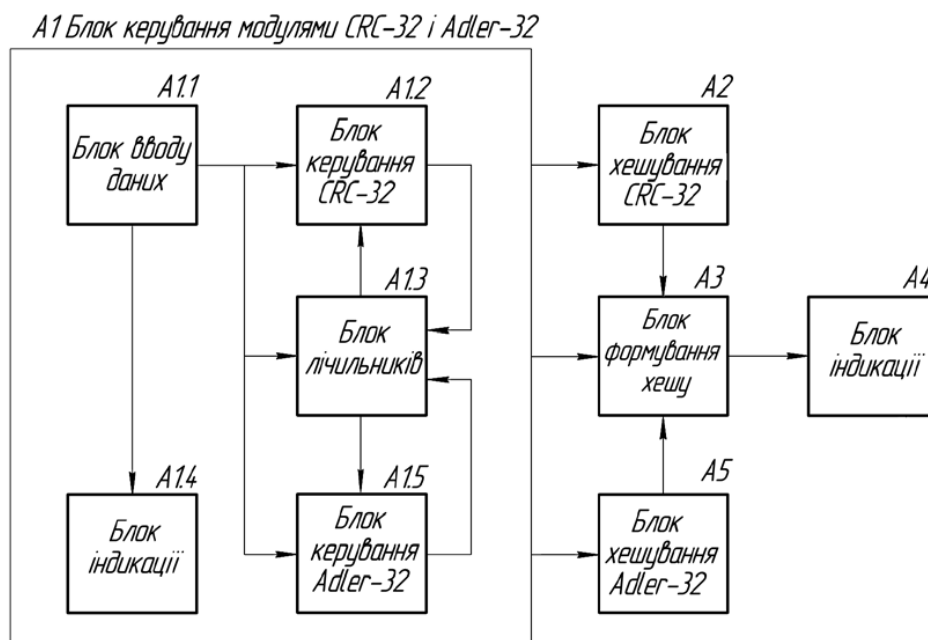 А1 Блок керування модулями CRC-32 і Adler-32
А1.1
Блок вводу
даних
А1.2
Блок
керування
CRC-32
А2
Блок
хешування
CRC-32
А1.3
Блок
лічильників
А3
Блок
формування
хешу
А4
Блок
індикації
А1.4
Блок
індикації
А1.5
Блок
керування
Adler-32
А5
Блок
хешування
Adler-32